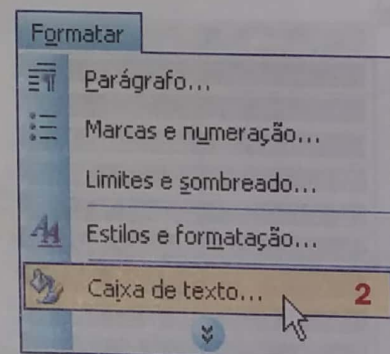 Formatar
Parágrafo...
Marcas e numeração...
Limites e sombreado...
Estilos e formatação...
Caixa de texto... 2